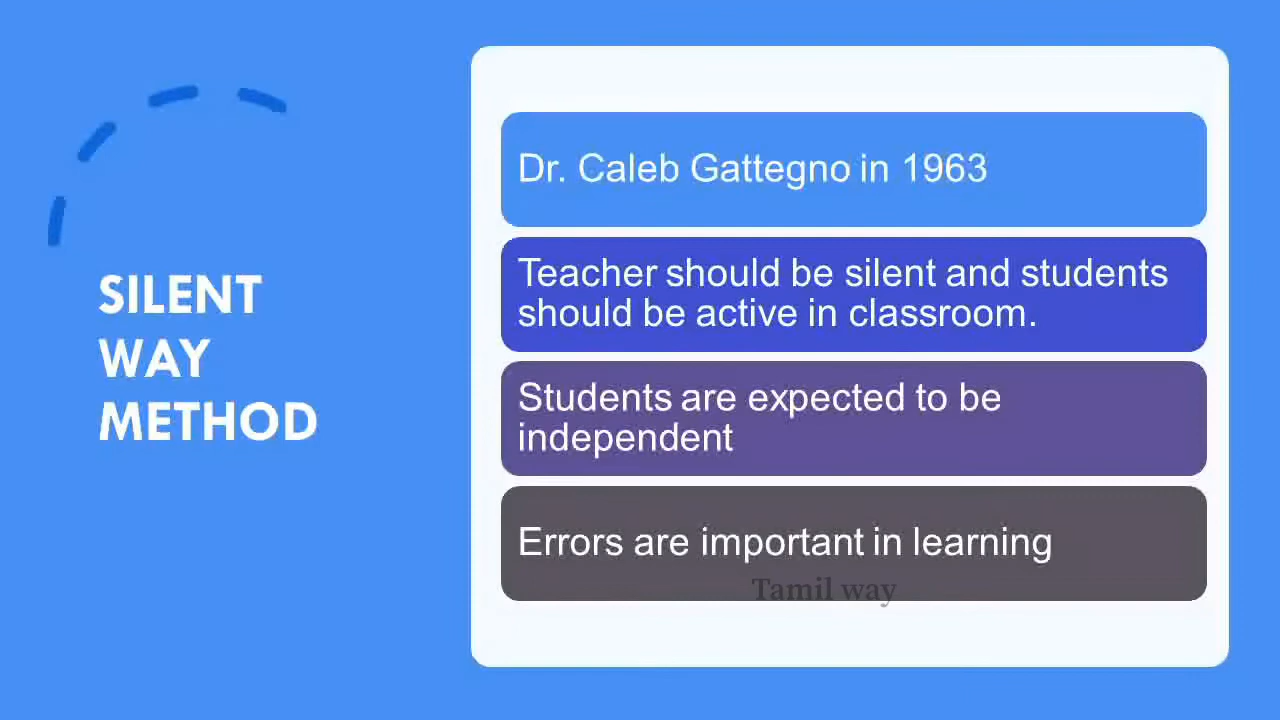 SILENT
WAY
METHOD
Dr. Caleb Gattegno in 1963
Teacher should be silent and students
should be active in classroom.
Students are expected to be
independent
Errors are important in learning
Tamil way